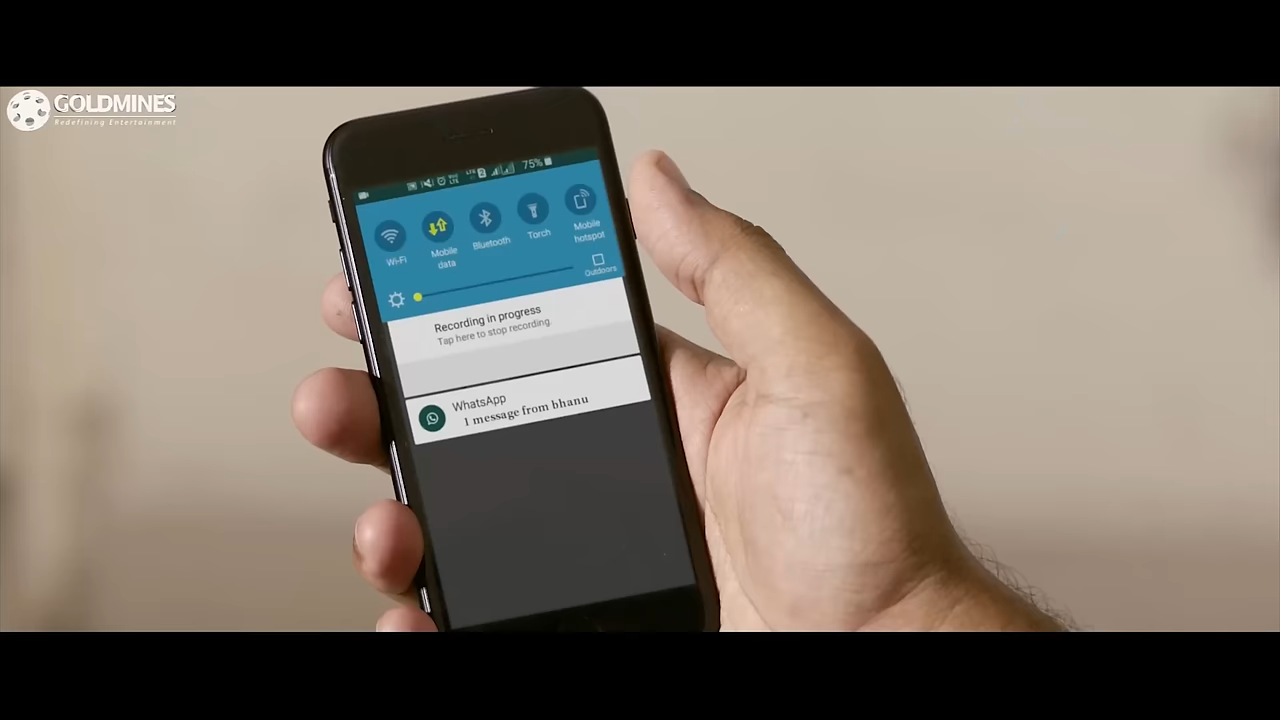 GOLDMINES
Redefining Entertainment
75%
Wi-Fi
Mobile
data
Bluetooth
Torch
Mobile
hotspot
Outdoors
Recording in progress
Tap here to stop recording.
WhatsApp
1 message from bhanu